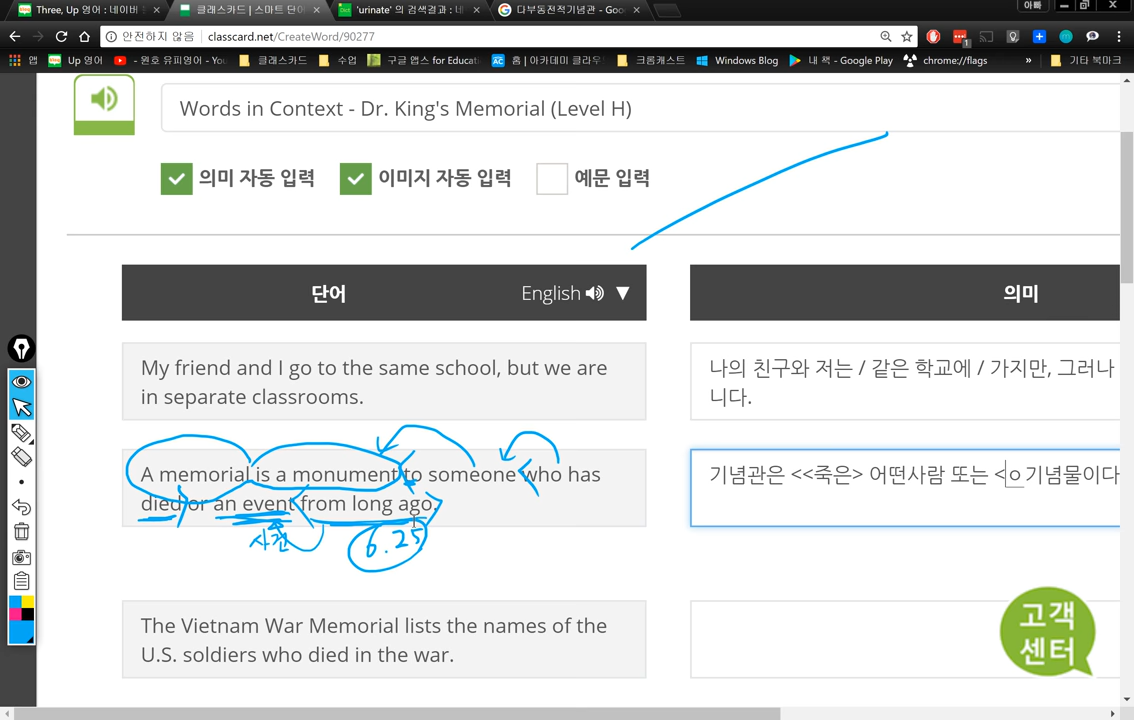 Three, Up 영어 : 네이버
클래스카드 | 스마트 단어
'urinate' 의 검색결과 : 네
다부동전적기념관 - Goo
아빠
안전하지 않음
classcard.net/CreateWord/90277
앱
Up 영어
- 원호 유피영어 - You
클래스카드
수업
구글 앱스 for Educati
홈 | 아카데미 클라우드
크롬캐스트
Windows Blog
내 책 - Google Play
chrome://flags
»
기타 북마크
Words in Context - Dr. King's Memorial (Level H)
의미 자동 입력
이미지 자동 입력
예문 입력
단어
English
의미
My friend and I go to the same school, but we are
in separate classrooms.
나의 친구와 저는 / 같은 학교에 / 가지만, 그러나
니다.
A memorial is a monument to someone who has
died or an event from long ago.
기념관은 <<죽은> 어떤사람 또는 <ㅇ기념물이다
사건
6.25
The Vietnam War Memorial lists the names of the
U.S. soldiers who died in the war.
고객
센터